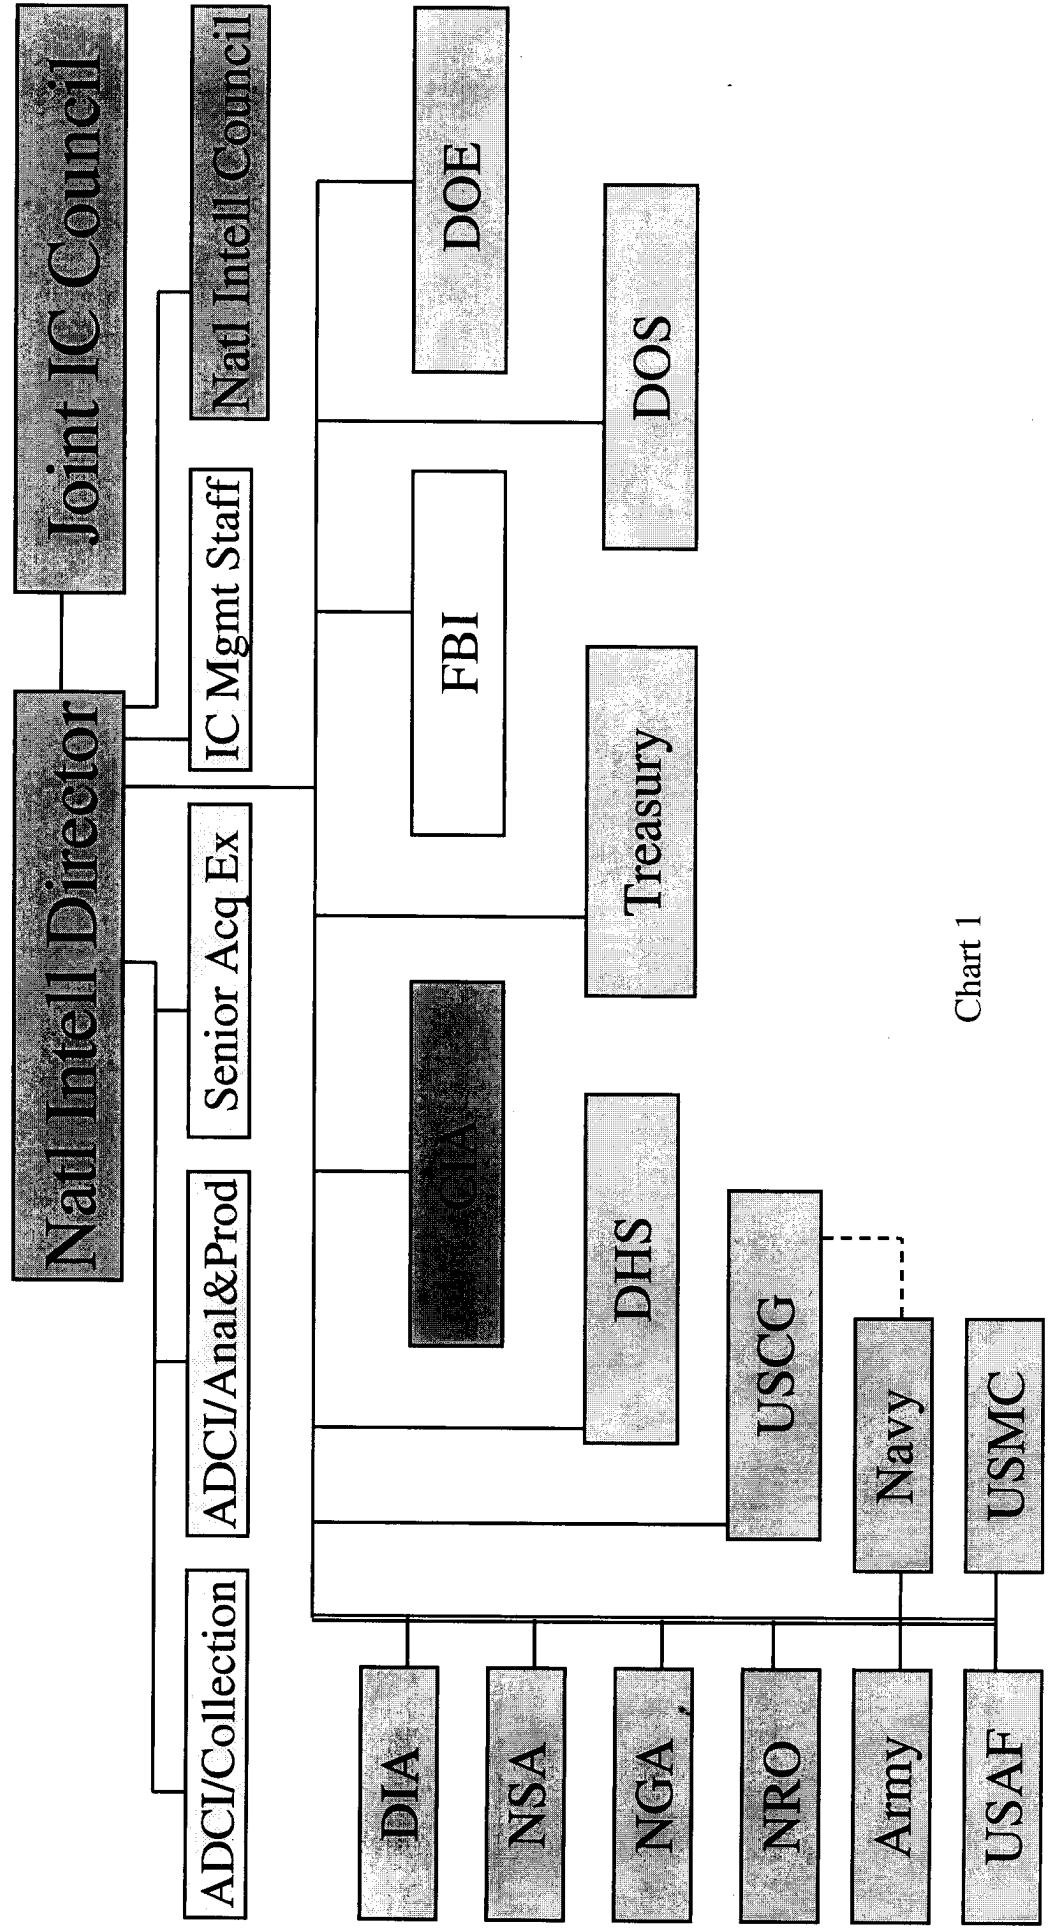 Natl Intell Director
Joint IC Council
ADCI/Collection
ADCI/Anal&Prod
Senior Acq Ex
IC Mgmt Staff
Natl Intell Council
DIA
CIA
FBI
DOE
NSA
DHS
Treasury
DOS
NGA
NRO
USCG
Army
Navy
USAF
USMC
Chart 1